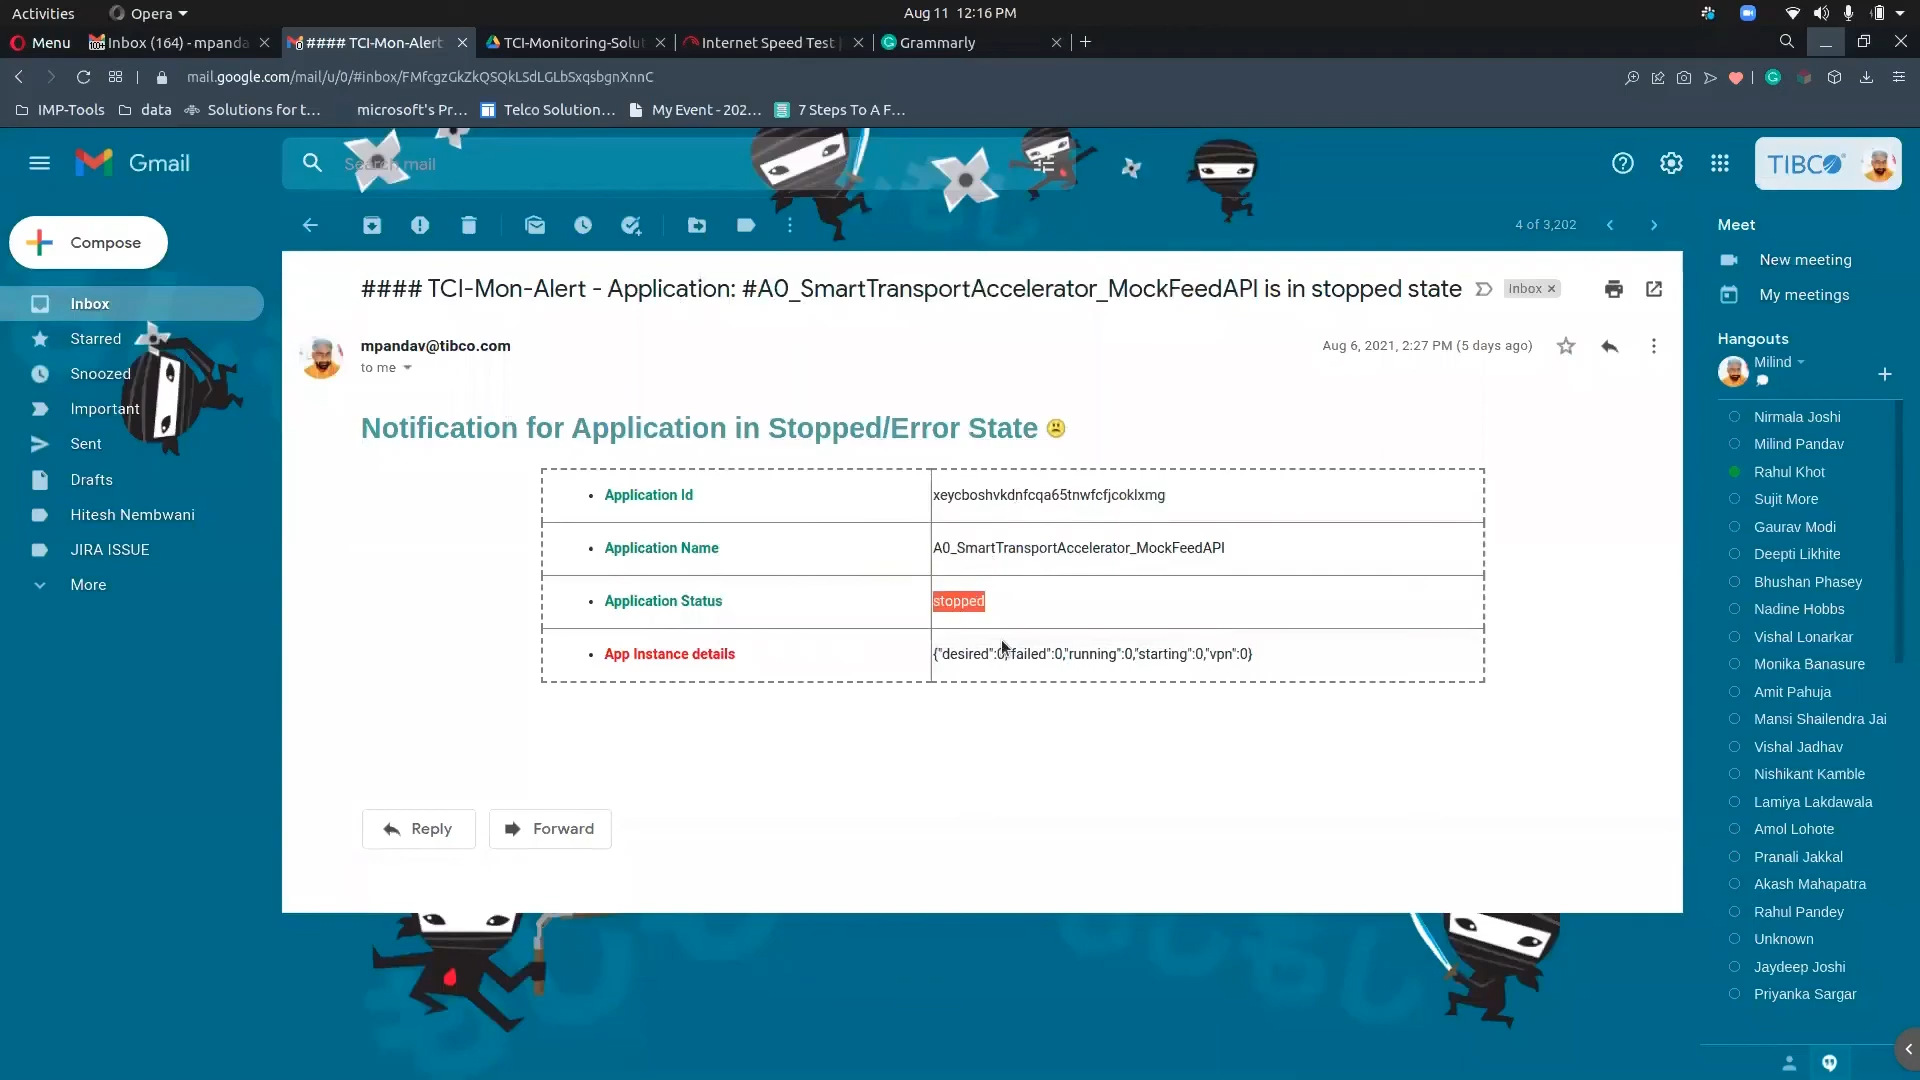 Activities
Opera
Aug 11 12:16 PM
Menu
Inbox (164) - mpanda
#### TCI-Mon-Alert
TCI-Monitoring-Solut
Internet Speed Test
Grammarly
mail.google.com/mail/u/0/#inbox/FMfcgzGkZkQSQkLSdLGLbSxqsbgnXnnC
IMP-Tools
data
Solutions for t...
microsoft's Pr...
Telco Solution...
My Event - 202...
7 Steps To A F...
Gmail
Search mail
TIBCO
Compose
4 of 3,202
Inbox
Starred
Snoozed
Important
Sent
Drafts
Hitesh Nembwani
JIRA ISSUE
More
#### TCI-Mon-Alert - Application: #A0_SmartTransportAccelerator_MockFeedAPI is in stopped state
Inbox
mpandav@tibco.com
to me
Aug 6, 2021, 2:27 PM (5 days ago)
Notification for Application in Stopped/Error State
Application Id
xeycboshvkdnfcqa65tnwfcfjcoklxmg
Application Name
A0_SmartTransportAccelerator_MockFeedAPI
Application Status
stopped
App Instance details
{"desired":0,"failed":0,"running":0,"starting":0,"vpn":0}
Reply
Forward
Meet
New meeting
My meetings
Hangouts
Milind
Nirmala Joshi
Milind Pandav
Rahul Khot
Sujit More
Gaurav Modi
Deepti Likhite
Bhushan Phasey
Nadine Hobbs
Vishal Lonarkar
Monika Banasure
Amit Pahuja
Mansi Shailendra Jai
Vishal Jadhav
Nishikant Kamble
Lamiya Lakdawala
Amol Lohote
Pranali Jakkal
Akash Mahapatra
Rahul Pandey
Unknown
Jaydeep Joshi
Priyanka Sargar